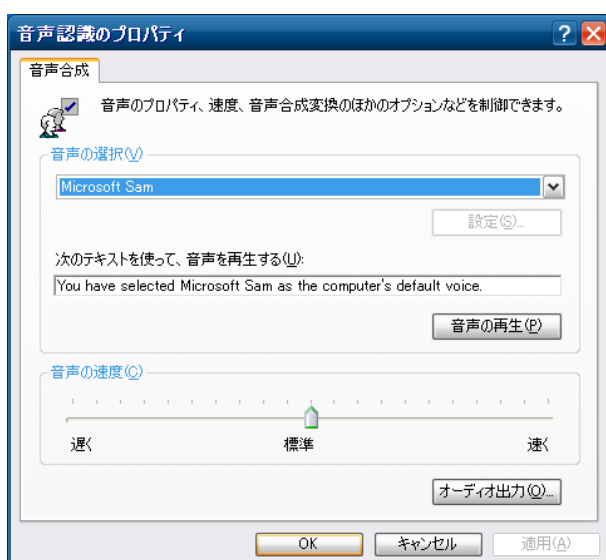 音声認識のプロパティ
音声合成
音声のプロパティ、速度、音声合成変換のほかのオプションなどを制御できます。
音声の選択(V)
Microsoft Sam
設定(S)...
次のテキストを使って、音声を再生する(U):
You have selected Microsoft Sam as the computer's default voice.
音声の再生(P)
音声の速度(C)
遅く 標準 速く
オーディオ出力(O)...
OK キャンセル 適用(A)